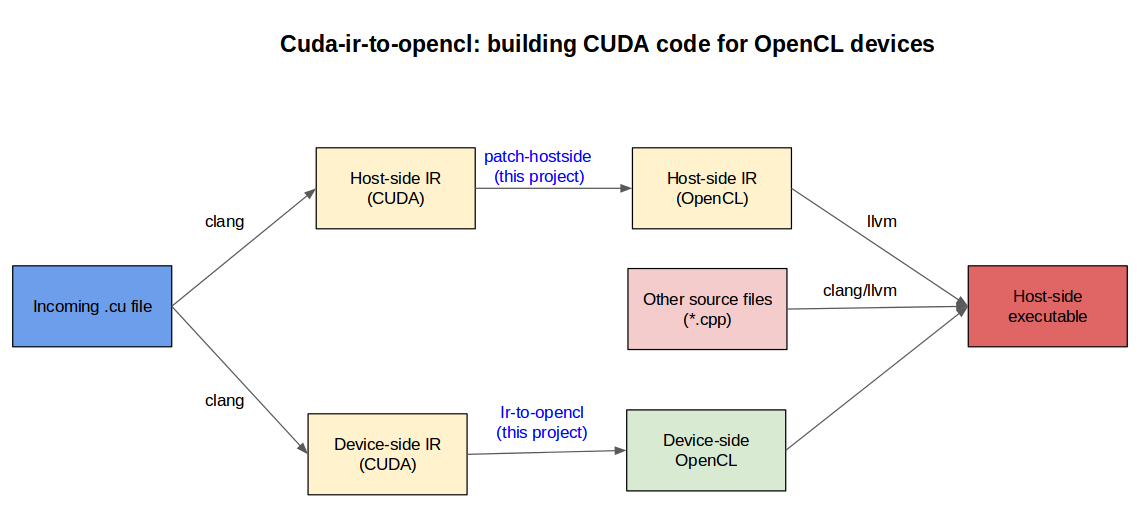 Cuda-ir-to-opencl: building CUDA code for OpenCL devices
patch-hostside
(this project)
Host-side IR
(CUDA)
Host-side IR
(OpenCL)
clang
llvm
Incoming .cu file
Other source files
(*.cpp)
clang/llvm
Host-side
executable
clang
Ir-to-opencl
(this project)
Device-side IR
(CUDA)
Device-side
OpenCL